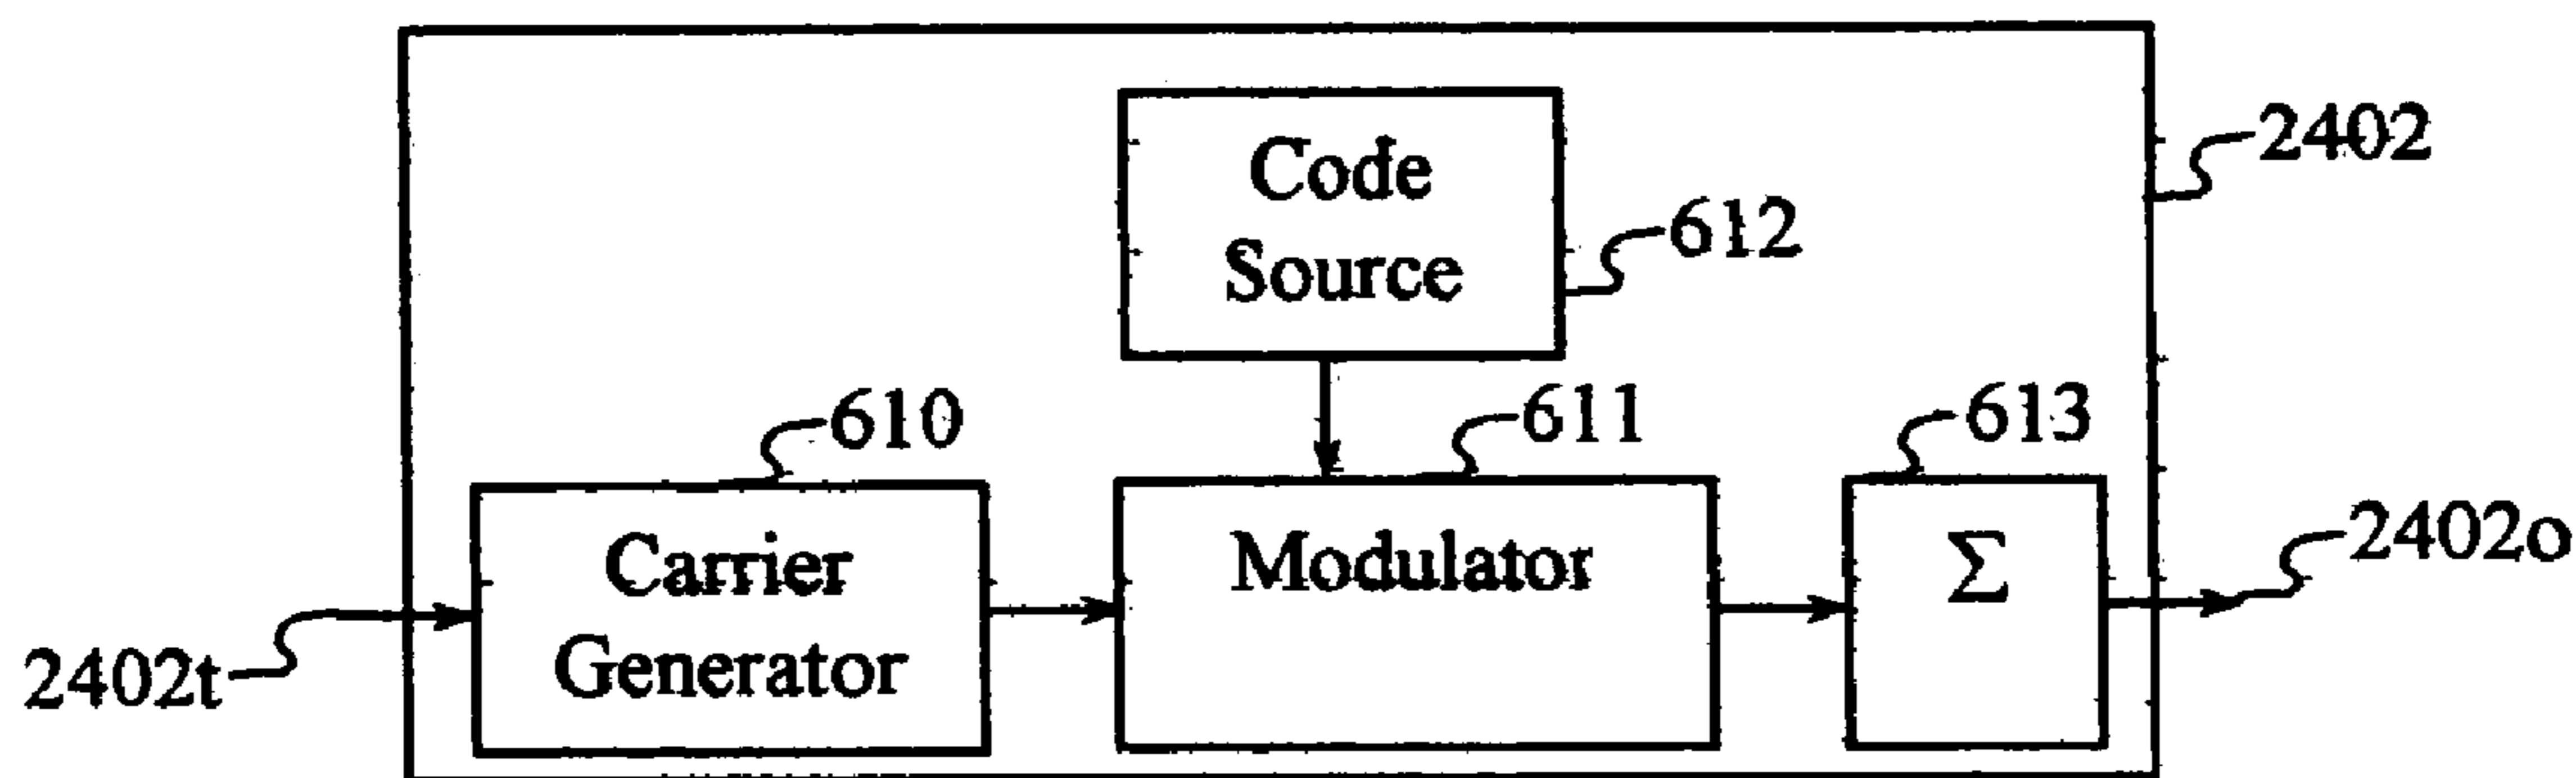 Code
Source
2402
612
610
611
613
Carrier
Generator
Modulator
Σ
2402o
2402t